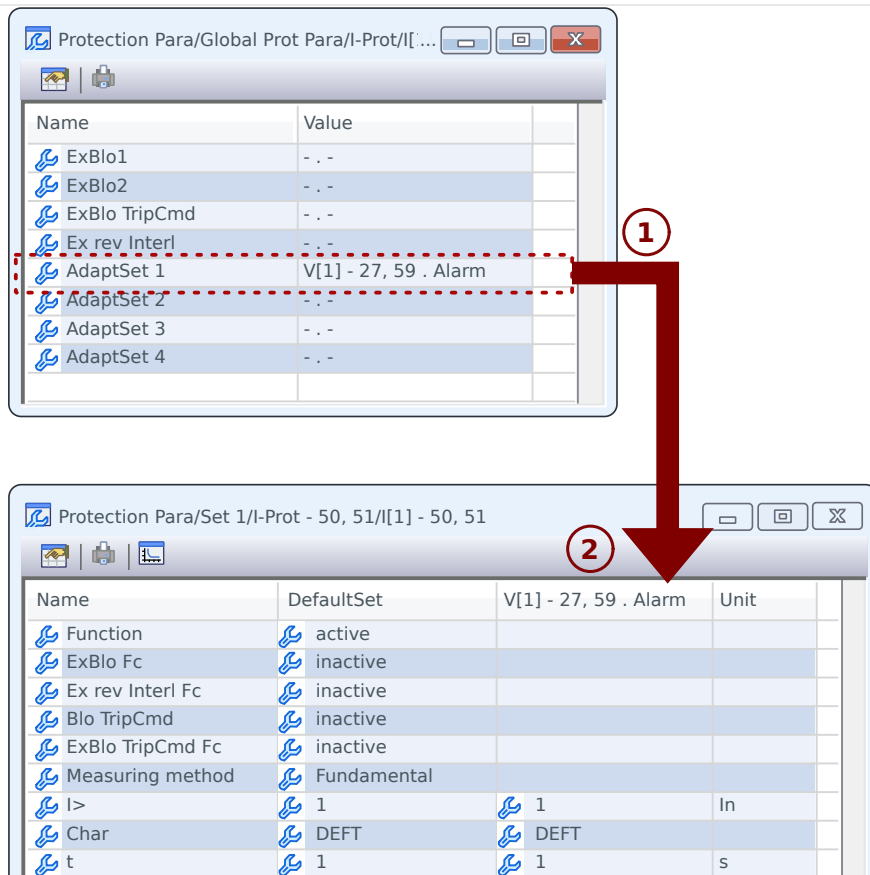 Protection Para/Global Prot Para/I-Prot/I[...
Name Value
ExBlo1 - . -
ExBlo2 - . -
ExBlo TripCmd - . -
Ex rev Interl - . -
AdaptSet 1 V[1] - 27, 59 . Alarm
AdaptSet 2 - . -
AdaptSet 3 - . -
AdaptSet 4 - . -
1
Protection Para/Set 1/I-Prot - 50, 51/I[1] - 50, 51
2
Name DefaultSet V[1] - 27, 59 . Alarm Unit
Function active
ExBlo Fc inactive
Ex rev Interl Fc inactive
Blo TripCmd inactive
ExBlo TripCmd Fc inactive
Measuring method Fundamental
I> 1 1 In
Char DEFT DEFT
t 1 1 s